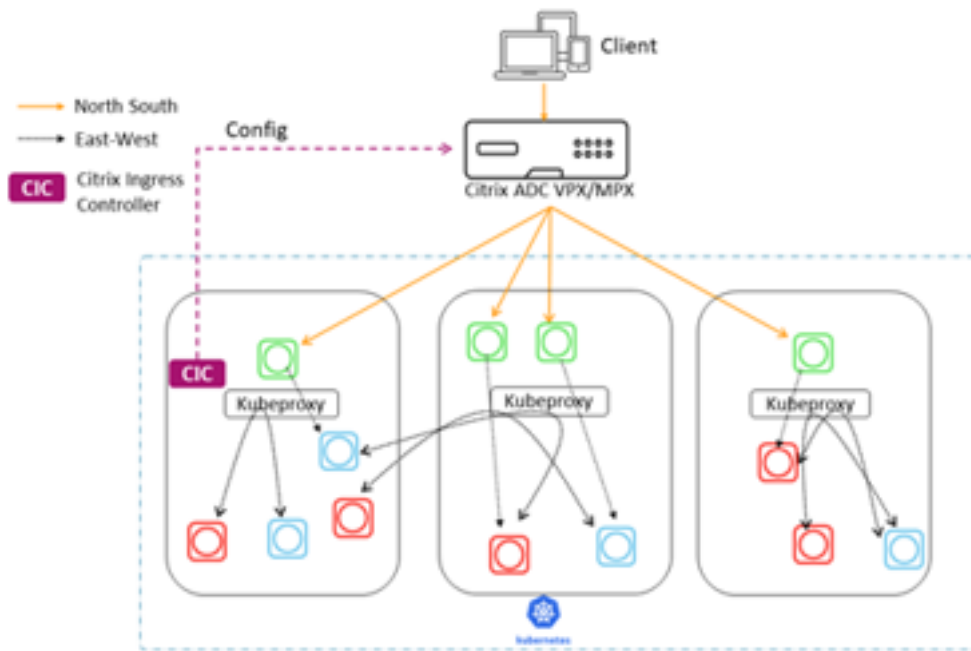 Client
North South
East-West
Config
CIC
Citrix Ingress
Controller
Citrix ADC VPX/MPX
CIC
Kubeproxy
Kubeproxy
Kubeproxy
kubernetes